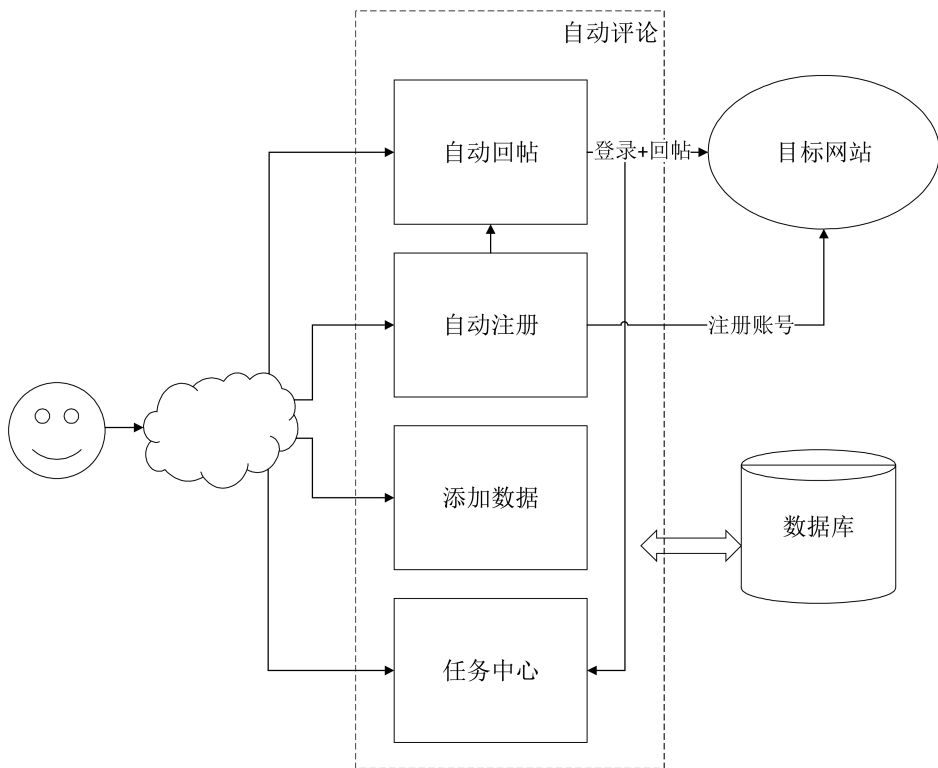 自动评论
自动回帖
登录+回帖
目标网站
自动注册
注册账号
添加数据
数据库
任务中心